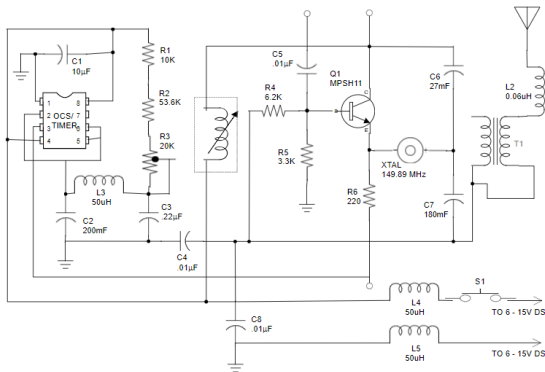 C1
10µF
1
8
OCS/
TIMER
2
7
3
6
4
5
R1
10K
R2
53.6K
R3
20K
L3
50uH
C2
200mF
C3
.22µF
C4
.01µF
C5
.01µF
R4
6.2K
R5
3.3K
Q1
MPSH11
C
E
XTAL
149.89 MHz
R6
220
C6
27mF
C7
180mF
L2
0.06uH
T1
C8
.01µF
L4
50uH
S1
TO 6 - 15V DS
L5
50uH
TO 6 - 15V DS